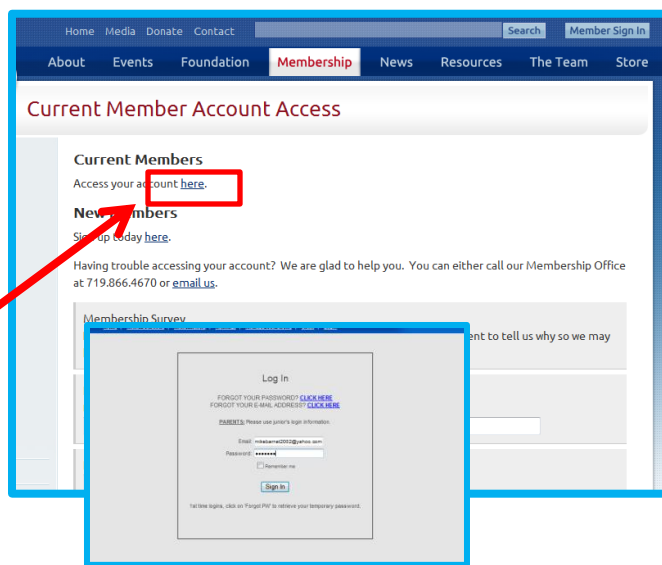 Home Media Donate Contact Search Member Sign In
About Events Foundation Membership News Resources The Team Store
Current Member Account Access
Current Members
Access your account here.
New Members
Sign up today here.
Having trouble accessing your account? We are glad to help you. You can either call our Membership Office
at 719.866.4670 or email us.
Membership Survey
ent to tell us why so we may
Log In
FORGOT YOUR PASSWORD? CLICK HERE
FORGOT YOUR E-MAIL ADDRESS? CLICK HERE
PARENTS: Please use junior's login information.
Email:
Password:
Remember me
Sign In
1st time logins, click on 'Forgot PW' to retrieve your temporary password.